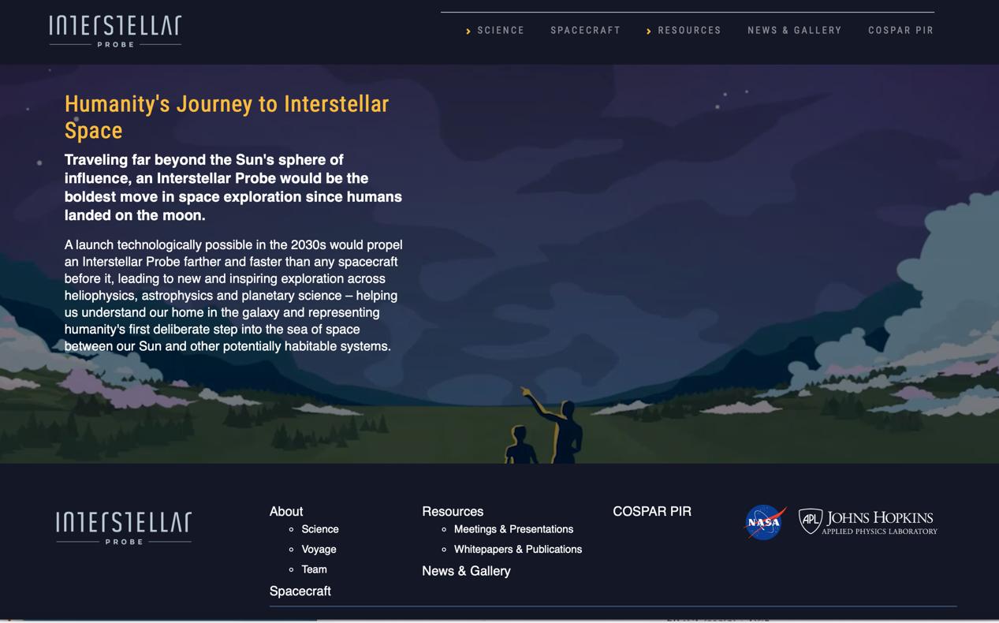 INTERSTELLAR
PROBE
SCIENCE SPACECRAFT RESOURCES NEWS & GALLERY COSPAR PIR
Humanity's Journey to Interstellar
Space
Traveling far beyond the Sun's sphere of
influence, an Interstellar Probe would be the
boldest move in space exploration since humans
landed on the moon.
A launch technologically possible in the 2030s would propel
an Interstellar Probe farther and faster than any spacecraft
before it, leading to new and inspiring exploration across
heliophysics, astrophysics and planetary science – helping
us understand our home in the galaxy and representing
humanity's first deliberate step into the sea of space
between our Sun and other potentially habitable systems.
INTERSTELLAR
PROBE
About
Science
Voyage
Team
Spacecraft
Resources
Meetings & Presentations
Whitepapers & Publications
News & Gallery
COSPAR PIR
NASA
APL JOHNS HOPKINS
APPLIED PHYSICS LABORATORY